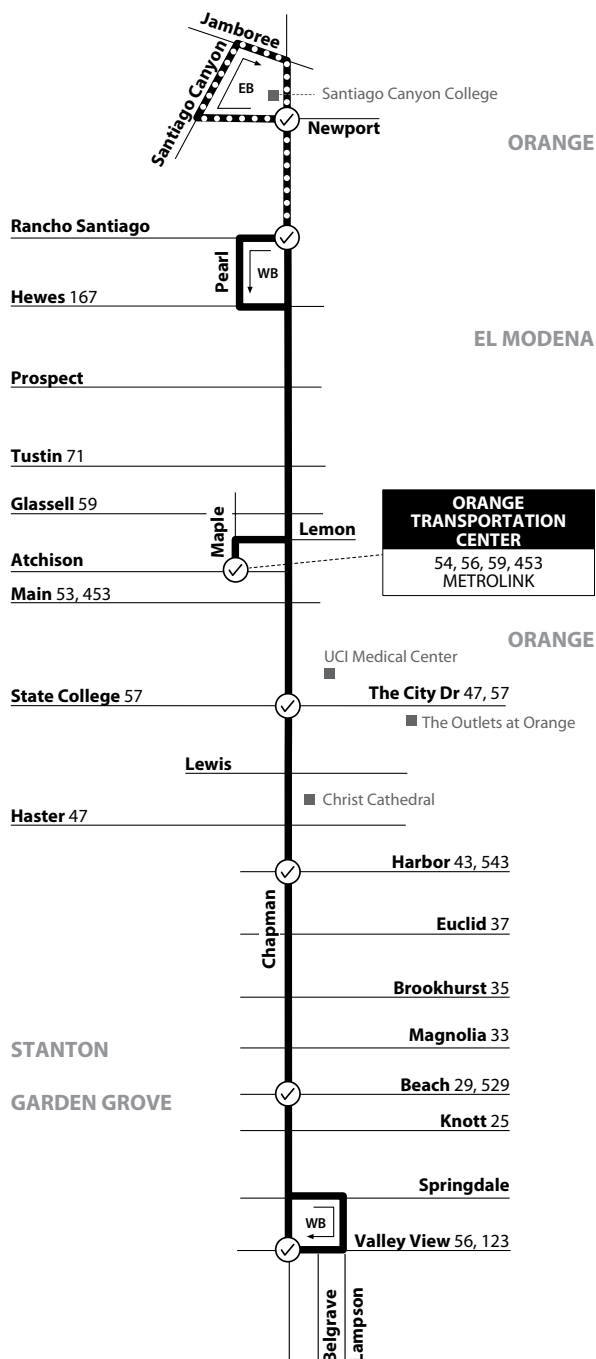 Jamboree
Santiago Canyon
EB
Santiago Canyon College
Newport
ORANGE
Rancho Santiago
Pearl
WB
Hewes 167
EL MODENA
Prospect
Tustin 71
Glassell 59
Maple
Lemon
ORANGE
TRANSPORTATION
CENTER
54, 56, 59, 453
METROLINK
Atchison
Main 53, 453
ORANGE
UCI Medical Center
State College 57
The City Dr 47, 57
The Outlets at Orange
Lewis
Christ Cathedral
Haster 47
Harbor 43, 543
Chapman
Euclid 37
Brookhurst 35
Magnolia 33
STANTON
Beach 29, 529
GARDEN GROVE
Knott 25
Springdale
WB
Valley View 56, 123
Belgrave
Lampson